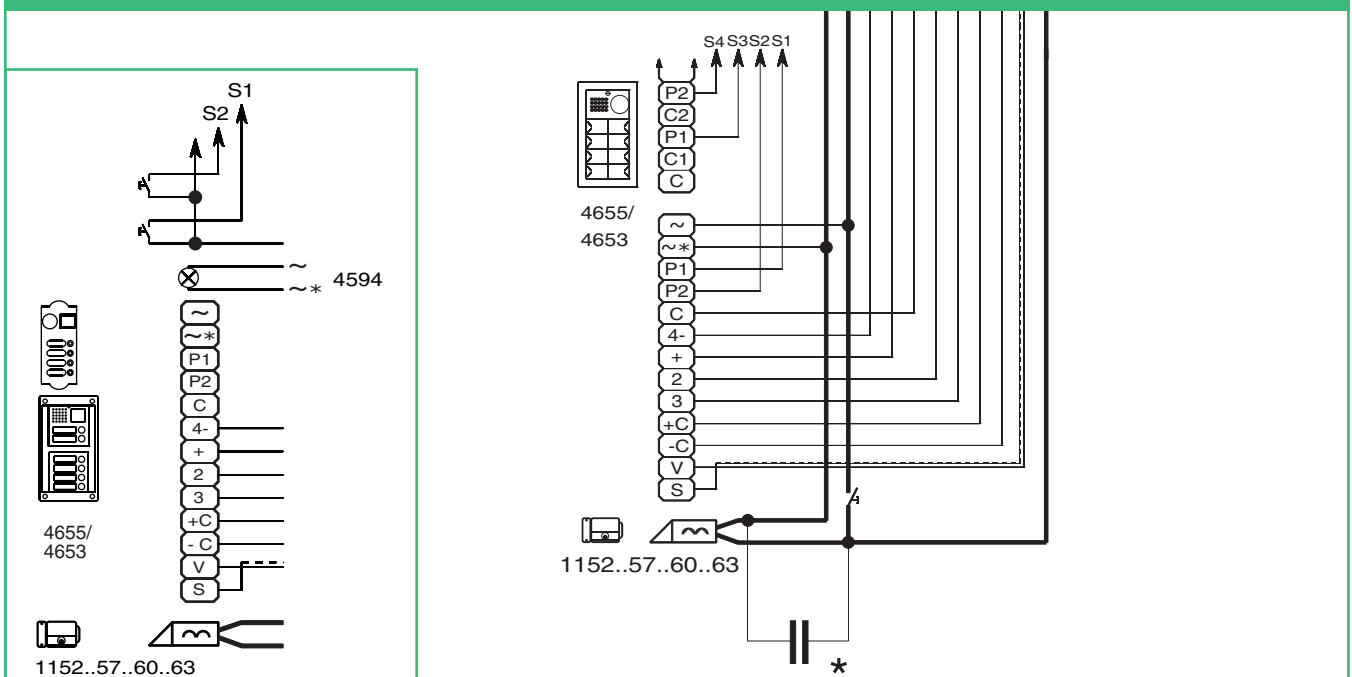 S1
S2
~
~* 4594
~
~*
P1
P2
C
4-
+
2
3
+C
- C
V
S
4655/
4653
1152..57..60..63
S4 S3 S2 S1
P2
C2
P1
C1
C
4655/
4653
~
~*
P1
P2
C
4-
+
2
3
+C
-C
V
S
1152..57..60..63
*